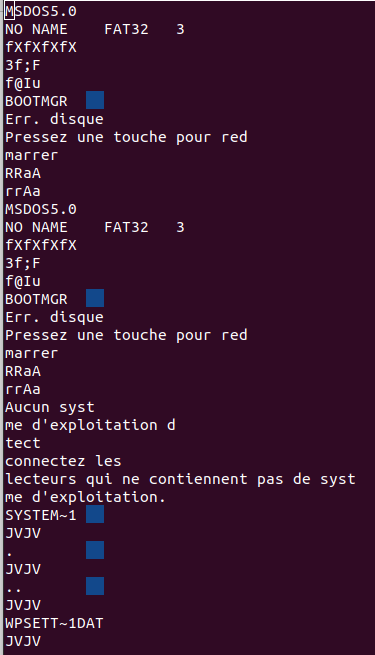 MSDOS5.0
NO NAME    FAT32   3
fXfXfXfX
3f;F
f@Iu
BOOTMGR
Err. disque
Pressez une touche pour red
marrer
RRaA
rrAa
MSDOS5.0
NO NAME    FAT32   3
fXfXfXfX
3f;F
f@Iu
BOOTMGR
Err. disque
Pressez une touche pour red
marrer
RRaA
rrAa
Aucun syst
me d'exploitation d
tect
connectez les
lecteurs qui ne contiennent pas de syst
me d'exploitation.
SYSTEM~1
JVJV
.
JVJV
..
JVJV
WPSETT~1DAT
JVJV